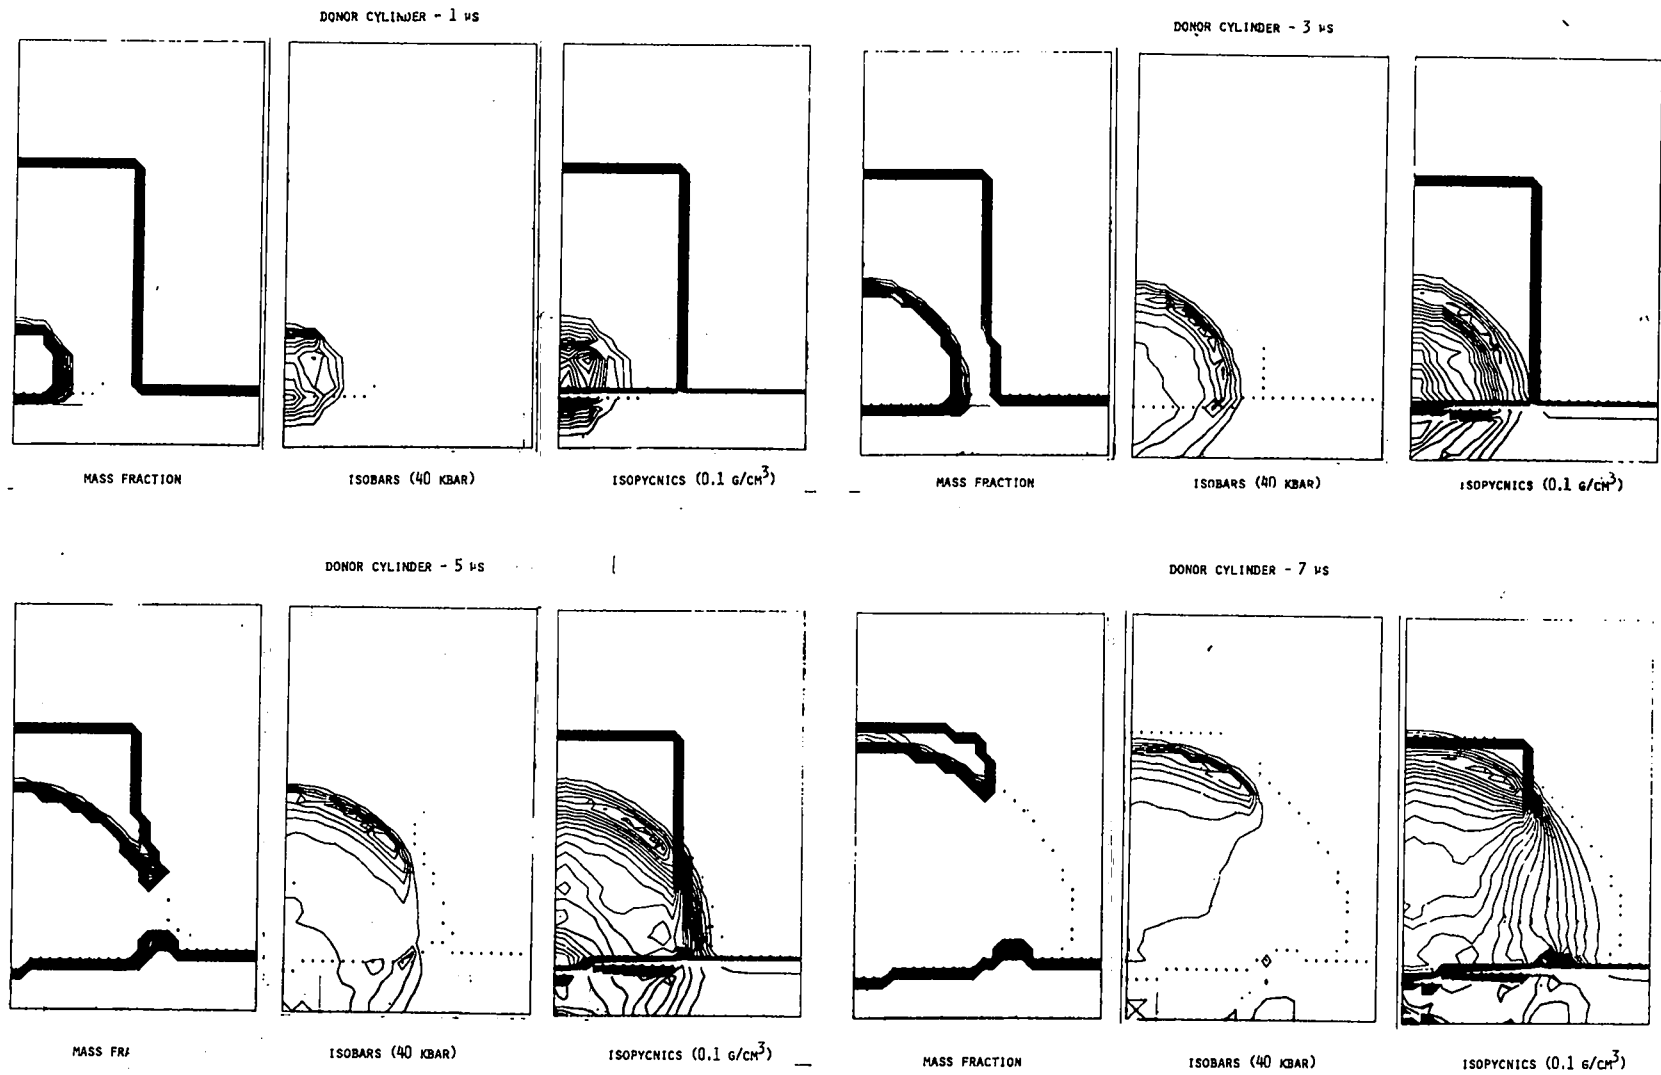 DONOR CYLINDER - 1 µS
MASS FRACTION
ISOBARS (40 KBAR)
ISOPYCNICS (0.1 G/CM³)
DONOR CYLINDER - 3 µS
MASS FRACTION
ISOBARS (40 KBAR)
ISOPYCNICS (0.1 G/CM³)
DONOR CYLINDER - 5 µS
MASS FRA
ISOBARS (40 KBAR)
ISOPYCNICS (0.1 G/CM³)
DONOR CYLINDER - 7 µS
MASS FRACTION
ISOBARS (40 KBAR)
ISOPYCNICS (0.1 G/CM³)